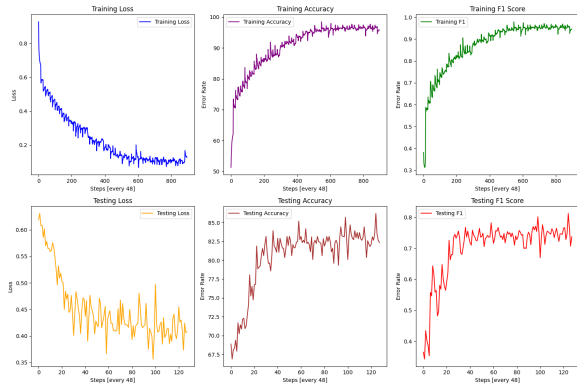 Training Loss
Training Accuracy
Training F1 Score
Training Loss
Training Accuracy
Training F1
Loss
Error Rate
Error Rate
0.8
0.6
0.4
0.2
100
90
80
70
60
50
1.0
0.9
0.8
0.7
0.6
0.5
0.4
0.3
0 200 400 600 800
0 200 400 600 800
0 200 400 600 800
Steps [every 48]
Steps [every 48]
Steps [every 48]
Testing Loss
Testing Accuracy
Testing F1 Score
Testing Loss
Testing Accuracy
Testing F1
Loss
Error Rate
Error Rate
0.60
0.55
0.50
0.45
0.40
0.35
85.0
82.5
80.0
77.5
75.0
72.5
70.0
67.5
0.8
0.7
0.6
0.5
0.4
0 20 40 60 80 100 120
0 20 40 60 80 100 120
0 20 40 60 80 100 120
Steps [every 48]
Steps [every 48]
Steps [every 48]